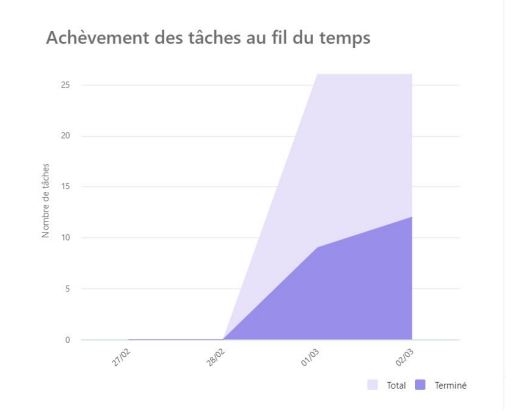 Achèvement des tâches au fil du temps
Nombre de tâches
25
20
15
10
5
0
27/02
28/02
01/03
02/03
Total
Terminé